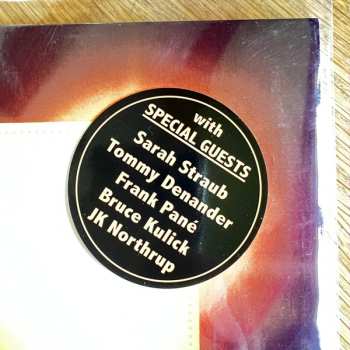 with
SPECIAL GUESTS
Sarah Straub
Tommy Denander
Frank Pané
Bruce Kulick
JK Northrup